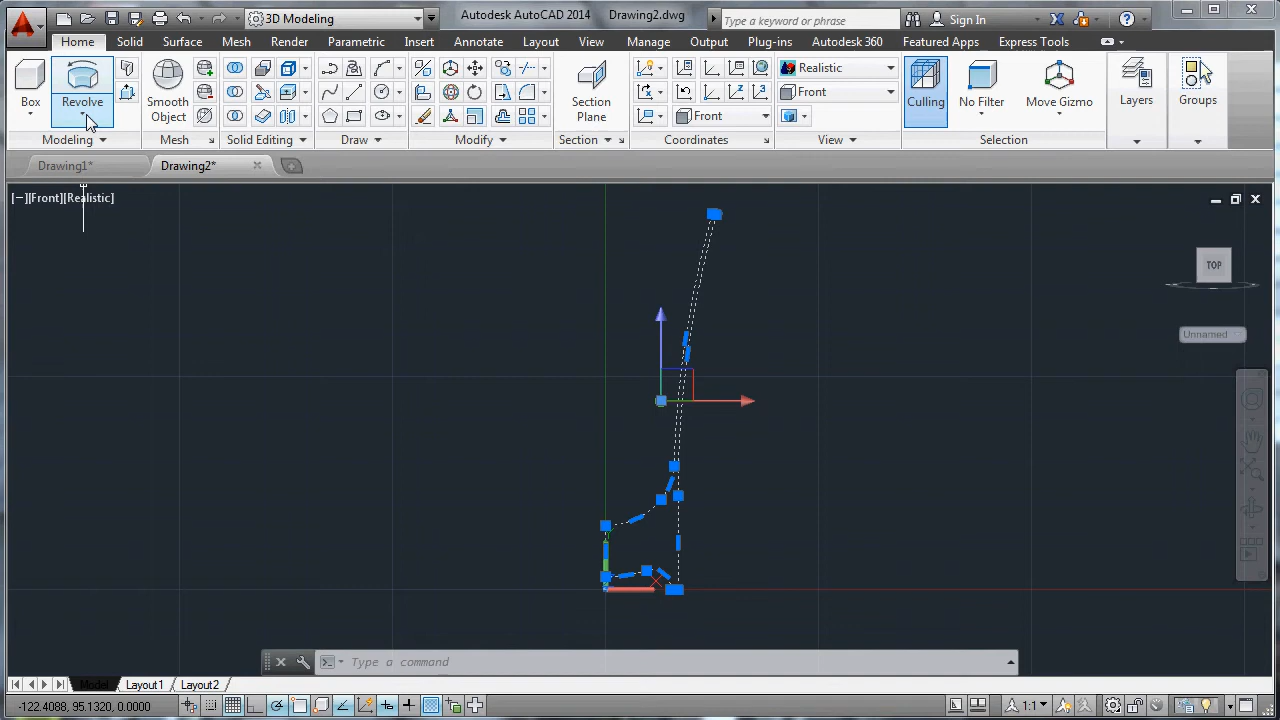 3D Modeling
Autodesk AutoCAD 2014 Drawing2.dwg
Type a keyword or phrase
Sign In
Home Solid Surface Mesh Render Parametric Insert Annotate Layout View Manage Output Plug-ins Autodesk 360 Featured Apps Express Tools
Box
Revolve
Smooth
Object
Section
Plane
Realistic
Front
Front
Culling
No Filter
Move Gizmo
Layers
Groups
Modeling
Mesh
Solid Editing
Draw
Modify
Section
Coordinates
View
Selection
Drawing1*
Drawing2*
[−][Front][Realistic]
TOP
Unnamed
Type a command
Model Layout1 Layout2
-122.4088, 95.1320, 0.0000
1:1